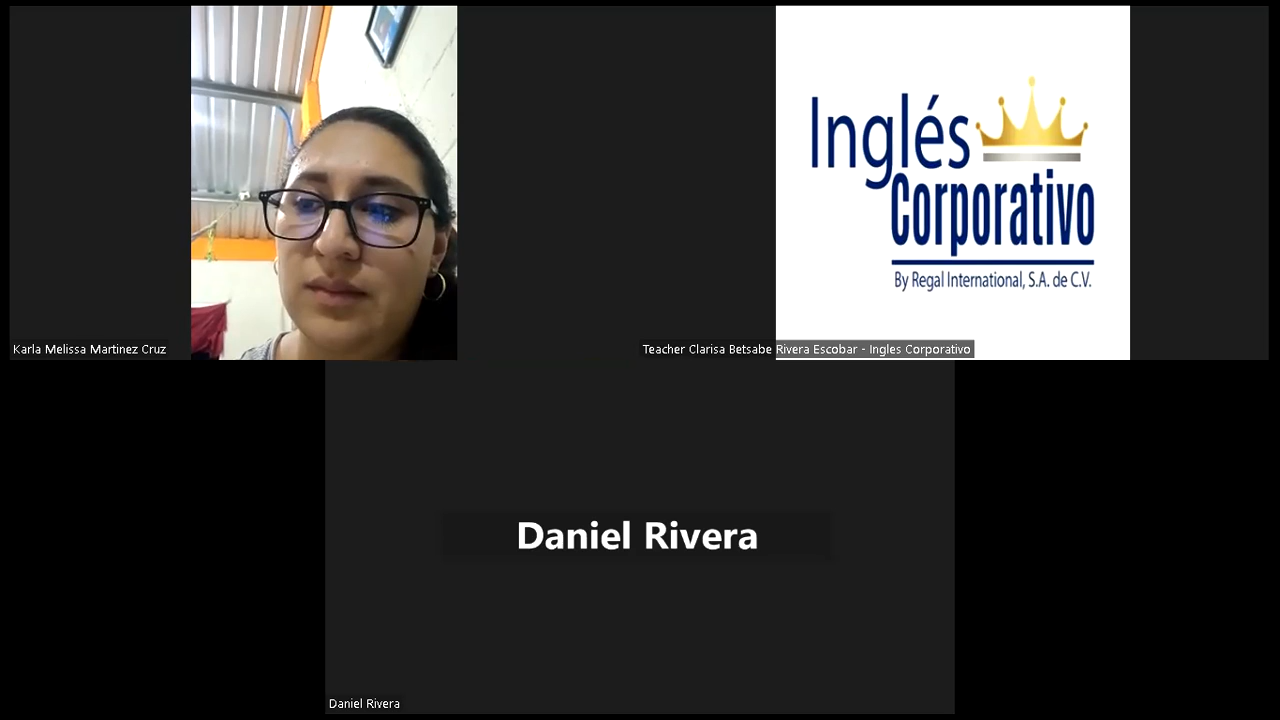 Inglés
Corporativo
By Regal International, S.A. de C.V.
Karla Melissa Martinez Cruz
Teacher Clarisa Betsabe Rivera Escobar - Ingles Corporativo
Daniel Rivera
Daniel Rivera